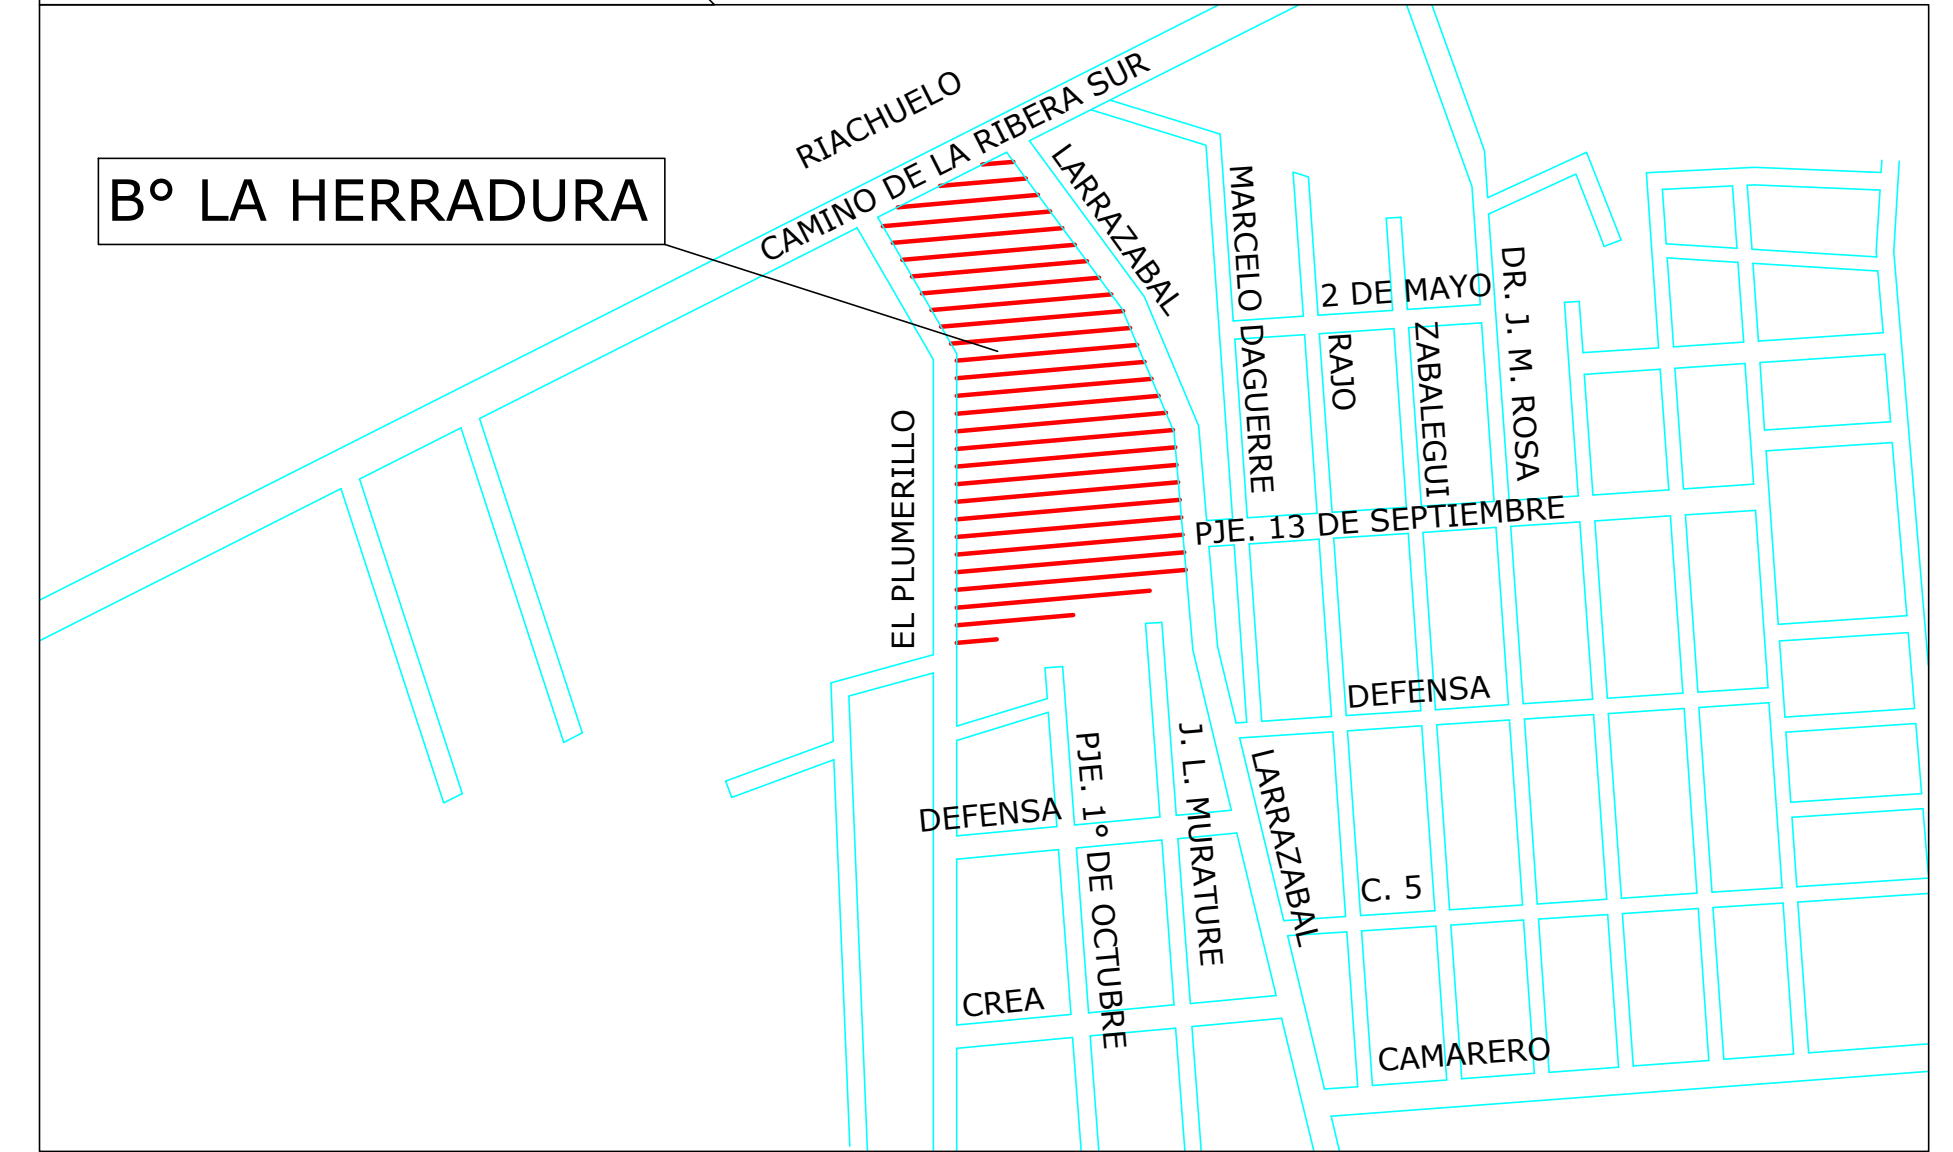 RIACHUELO
CAMINO DE LA RIBERA SUR
B° LA HERRADURA
LARRAZABAL
MARCELO DAGUERRE
2 DE MAYO
RAJO
ZABALEGUI
DR. J. M. ROSA
EL PLUMERILLO
PJE. 13 DE SEPTIEMBRE
DEFENSA
PJE. 1° DE OCTUBRE
J. L. MURATURE
LARRAZABAL
DEFENSA
C. 5
CREA
CAMARERO